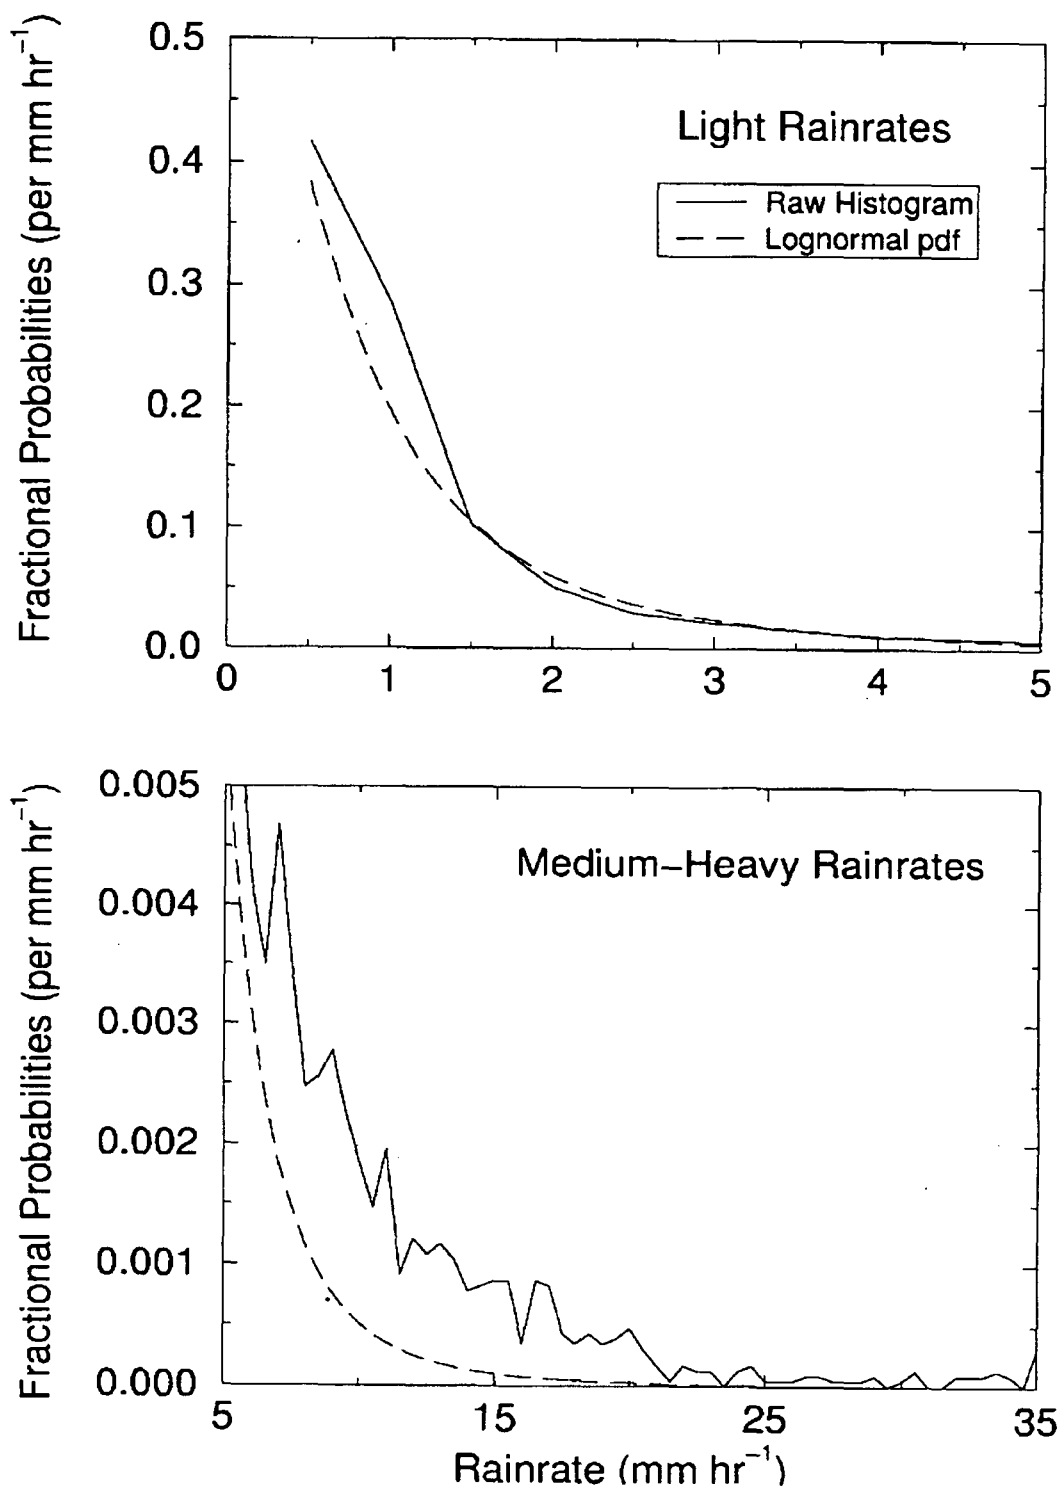 Fractional Probabilities (per mm hr⁻¹)
0.5
0.4
0.3
0.2
0.1
0.0
Light Rainrates
Raw Histogram
Lognormal pdf
0 1 2 3 4 5
Fractional Probabilities (per mm hr⁻¹)
0.005
0.004
0.003
0.002
0.001
0.000
Medium–Heavy Rainrates
5 15 25 35
Rainrate (mm hr⁻¹)